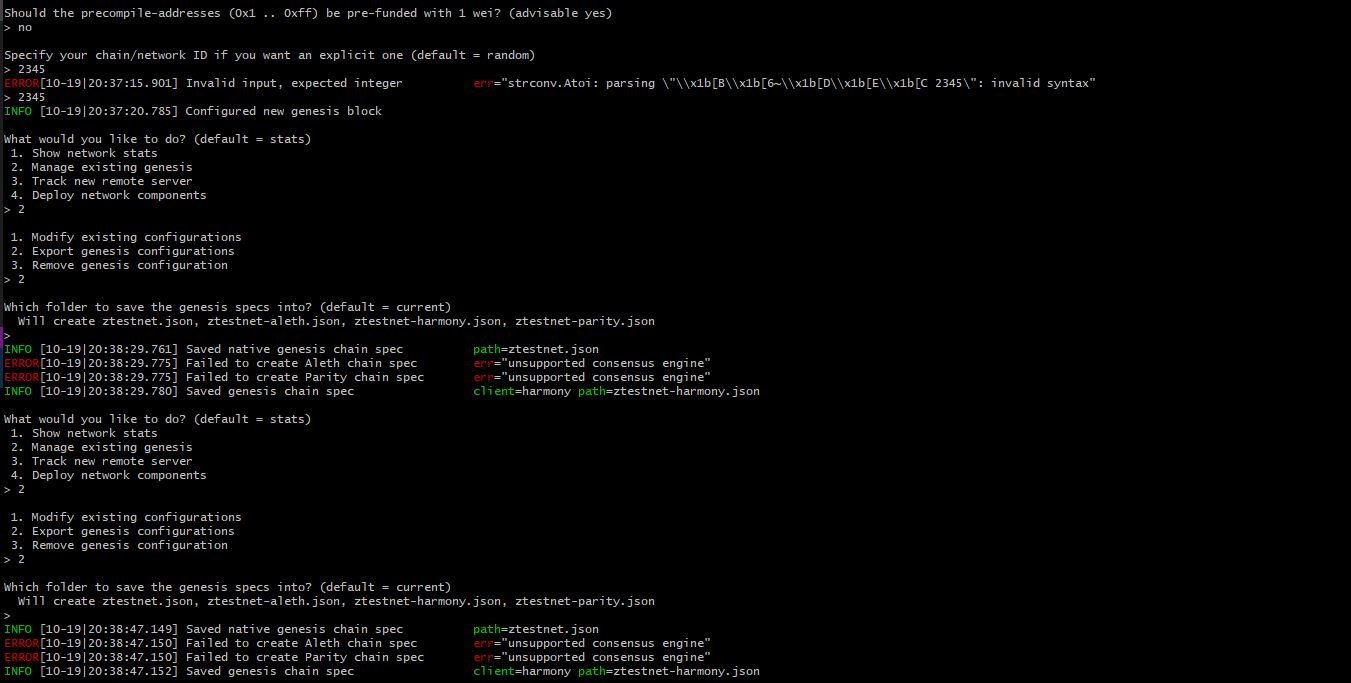 Should the precompile-addresses (0x1 .. 0xff) be pre-funded with 1 wei? (advisable yes)
> no
Specify your chain/network ID if you want an explicit one (default = random)
> 2345
ERROR[10-19|20:37:15.901] Invalid input, expected integer err="strconv.Atoi: parsing \"\\x1b[B\\x1b[6~\\x1b[D\\x1b[E\\x1b[C 2345\": invalid syntax"
> 2345
INFO [10-19|20:37:20.785] Configured new genesis block
What would you like to do? (default = stats)
1. Show network stats
2. Manage existing genesis
3. Track new remote server
4. Deploy network components
> 2
1. Modify existing configurations
2. Export genesis configurations
3. Remove genesis configuration
> 2
Which folder to save the genesis specs into? (default = current)
Will create ztestnet.json, ztestnet-aleth.json, ztestnet-harmony.json, ztestnet-parity.json
>
INFO [10-19|20:38:29.761] Saved native genesis chain spec path=ztestnet.json
ERROR[10-19|20:38:29.775] Failed to create Aleth chain spec err="unsupported consensus engine"
ERROR[10-19|20:38:29.775] Failed to create Parity chain spec err="unsupported consensus engine"
INFO [10-19|20:38:29.780] Saved genesis chain spec client=harmony path=ztestnet-harmony.json
What would you like to do? (default = stats)
1. Show network stats
2. Manage existing genesis
3. Track new remote server
4. Deploy network components
> 2
1. Modify existing configurations
2. Export genesis configurations
3. Remove genesis configuration
> 2
Which folder to save the genesis specs into? (default = current)
Will create ztestnet.json, ztestnet-aleth.json, ztestnet-harmony.json, ztestnet-parity.json
>
INFO [10-19|20:38:47.149] Saved native genesis chain spec path=ztestnet.json
ERROR[10-19|20:38:47.150] Failed to create Aleth chain spec err="unsupported consensus engine"
ERROR[10-19|20:38:47.150] Failed to create Parity chain spec err="unsupported consensus engine"
INFO [10-19|20:38:47.152] Saved genesis chain spec client=harmony path=ztestnet-harmony.json